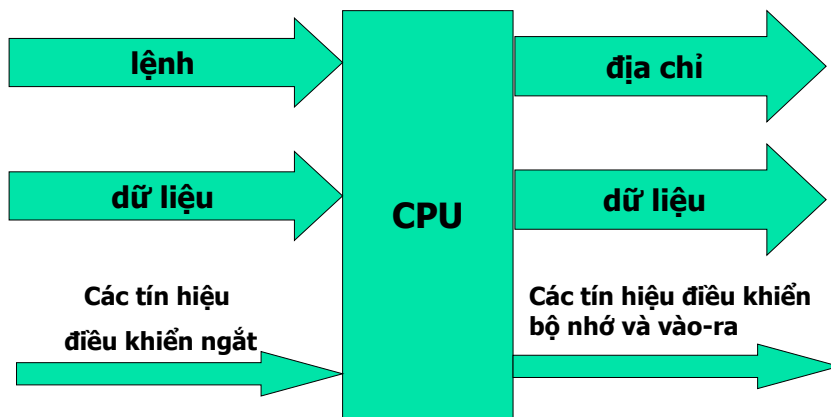 lệnh
địa chỉ
dữ liệu
CPU
dữ liệu
Các tín hiệu
điều khiển ngắt
Các tín hiệu điều khiển
bộ nhớ và vào-ra